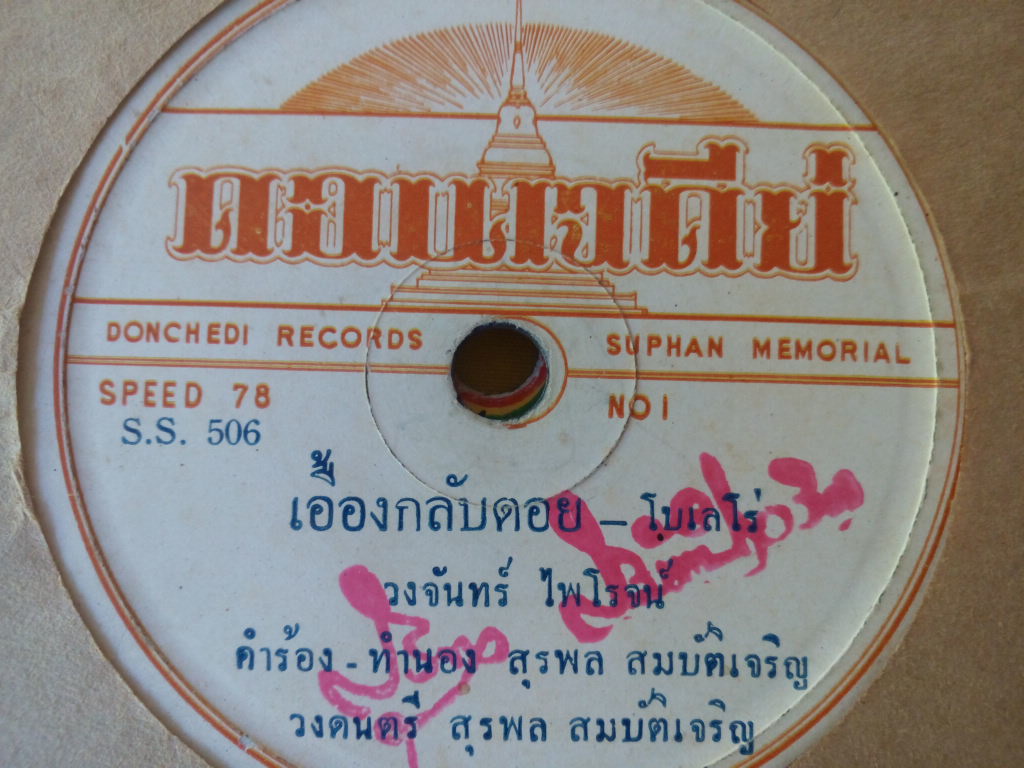 ดอนเจดีย์
DONCHEDI RECORDS SUPHAN MEMORIAL
SPEED 78 NO 1
S.S. 506
เอื้องกลับดอย – โบเลโร่
วงจันทร์ ไพโรจน์
คำร้อง - ทำนอง สุรพล สมบัติเจริญ
วงดนตรี สุรพล สมบัติเจริญ